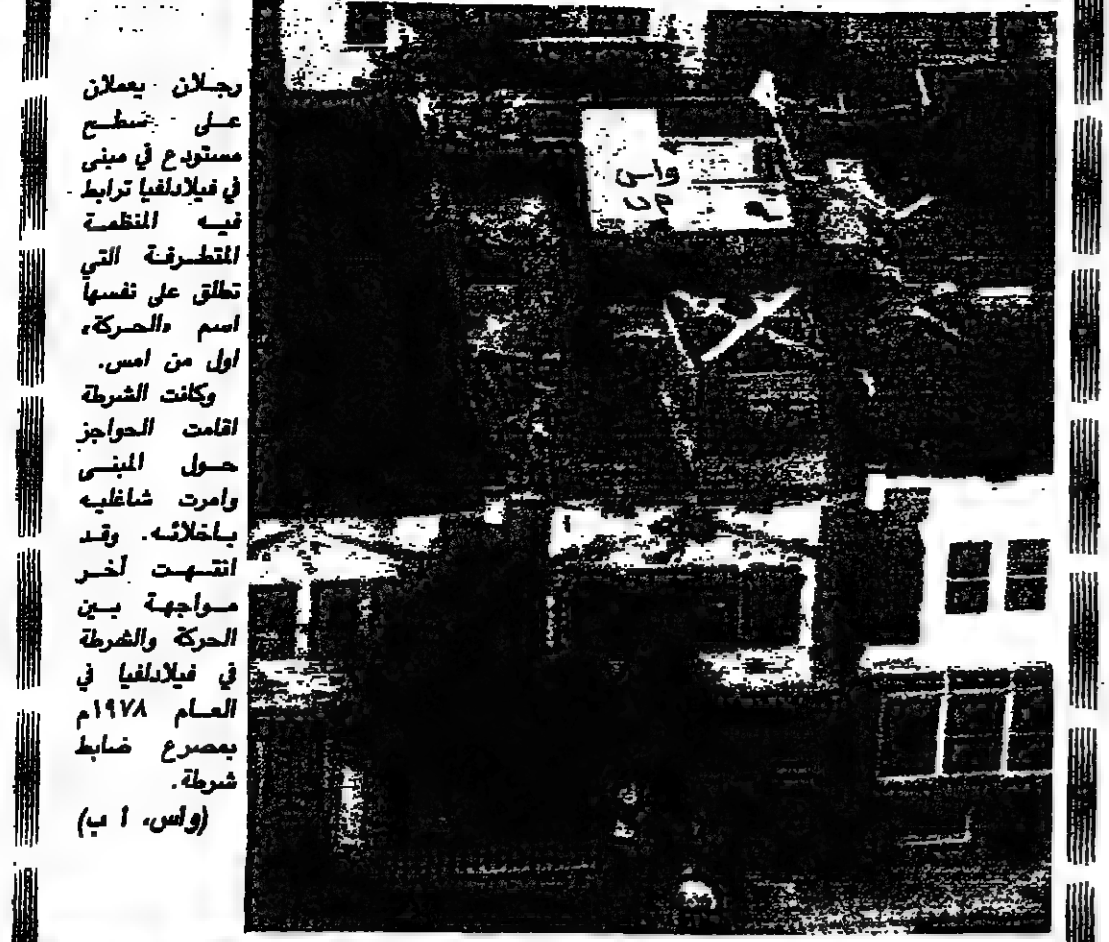 رجلان يعملان
على سطح
مستودع في مبنى
في فيلادلفيا ترابط
فيه المنظمة
المتطرفة التي
تطلق على نفسها
اسم «الحركة»
اول من امس.
وكانت الشرطة
اقامت الحواجز
حول المبنى
وامرت شاغليه
باخلائه. وقد
انتهت أخر
مواجهة بين
الحركة والشرطة
في فيلادلفيا في
العام ١٩٧٨م
بمصرع ضابط
شرطة.
(وأس، أ ب)
واس